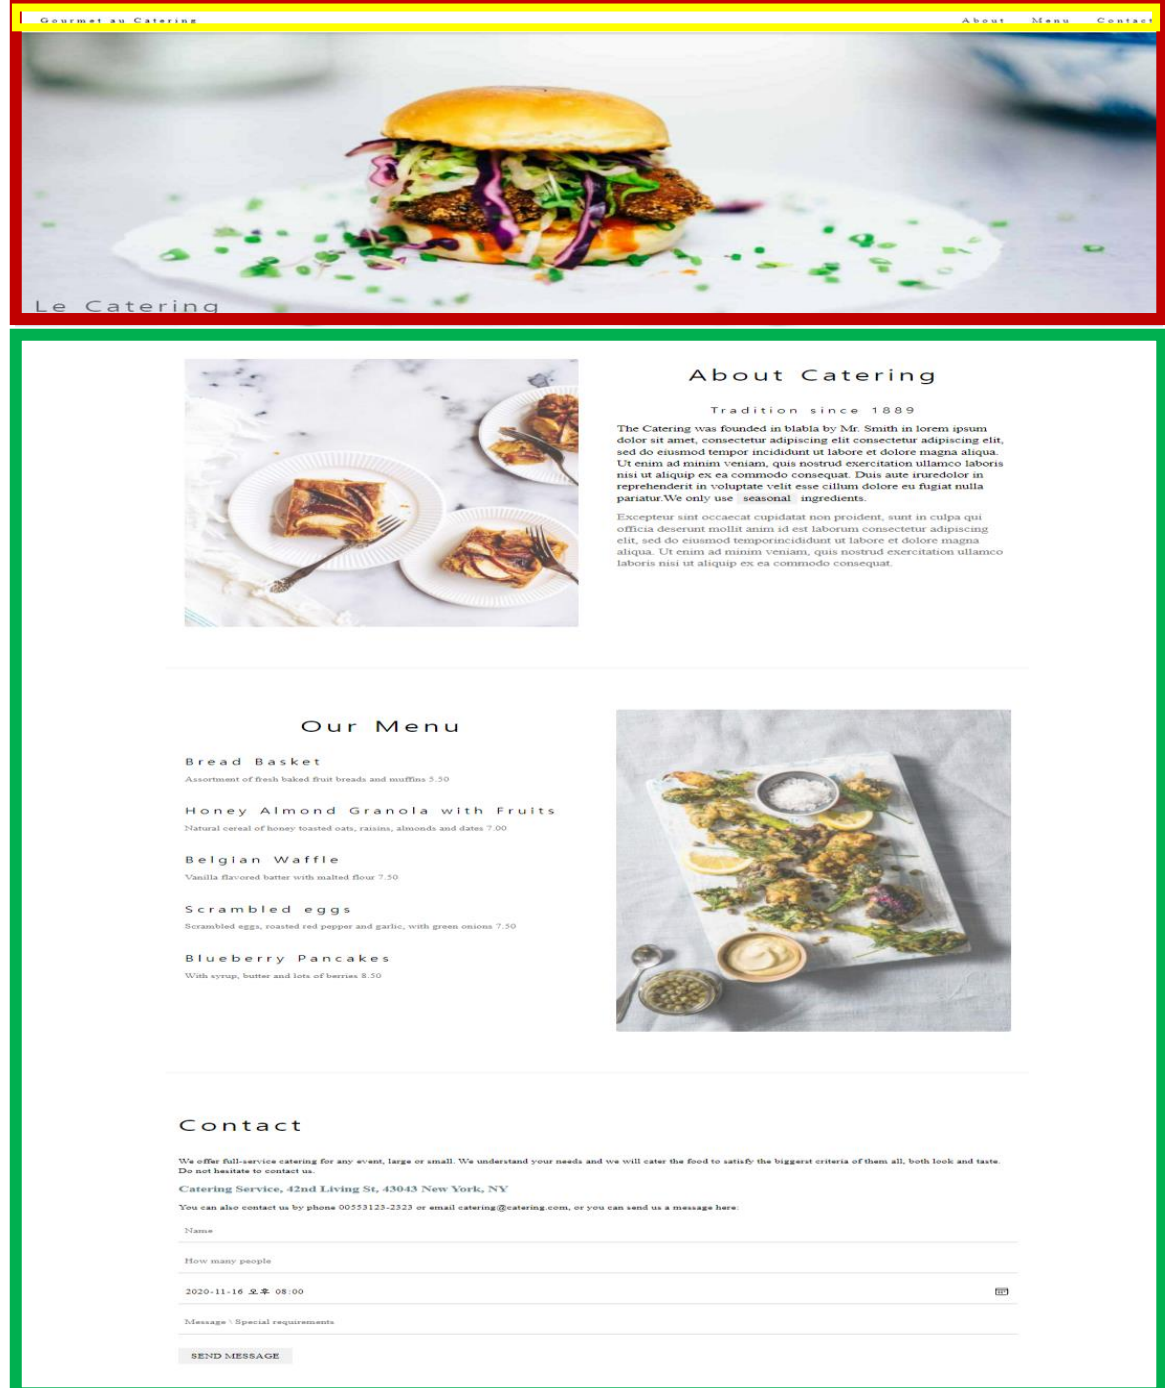 Gourmet au Catering
About Menu Contact
Le Catering
About Catering
Tradition since 1889
The Catering was founded in blabla by Mr. Smith in lorem ipsum
dolor sit amet, consectetur adipiscing elit consectetur adipiscing elit,
sed do eiusmod tempor incididunt ut labore et dolore magna aliqua.
Ut enim ad minim veniam, quis nostrud exercitation ullamco laboris
nisi ut aliquip ex ea commodo consequat. Duis aute iruredolor in
reprehenderit in voluptate velit esse cillum dolore eu fugiat nulla
pariatur.We only use seasonal ingredients.
Excepteur sint occaecat cupidatat non proident, sunt in culpa qui
officia deserunt mollit anim id est laborum consectetur adipiscing
elit, sed do eiusmod temporincididunt ut labore et dolore magna
aliqua. Ut enim ad minim veniam, quis nostrud exercitation ullamco
laboris nisi ut aliquip ex ea commodo consequat.
Our Menu
Bread Basket
Assortment of fresh baked fruit breads and muffins 5.50
Honey Almond Granola with Fruits
Natural cereal of honey toasted oats, raisins, almonds and dates 7.00
Belgian Waffle
Vanilla flavored batter with malted flour 7.50
Scrambled eggs
Scrambled eggs, roasted red pepper and garlic, with green onions 7.50
Blueberry Pancakes
With syrup, butter and lots of berries 8.50
Contact
We offer full-service catering for any event, large or small. We understand your needs and we will cater the food to satisfy the biggerst criteria of them all, both look and taste.
Do not hesitate to contact us.
Catering Service, 42nd Living St, 43043 New York, NY
You can also contact us by phone 00553123-2323 or email catering@catering.com, or you can send us a message here:
Name
How many people
2020-11-16 오후 08:00
Message \ Special requirements
SEND MESSAGE